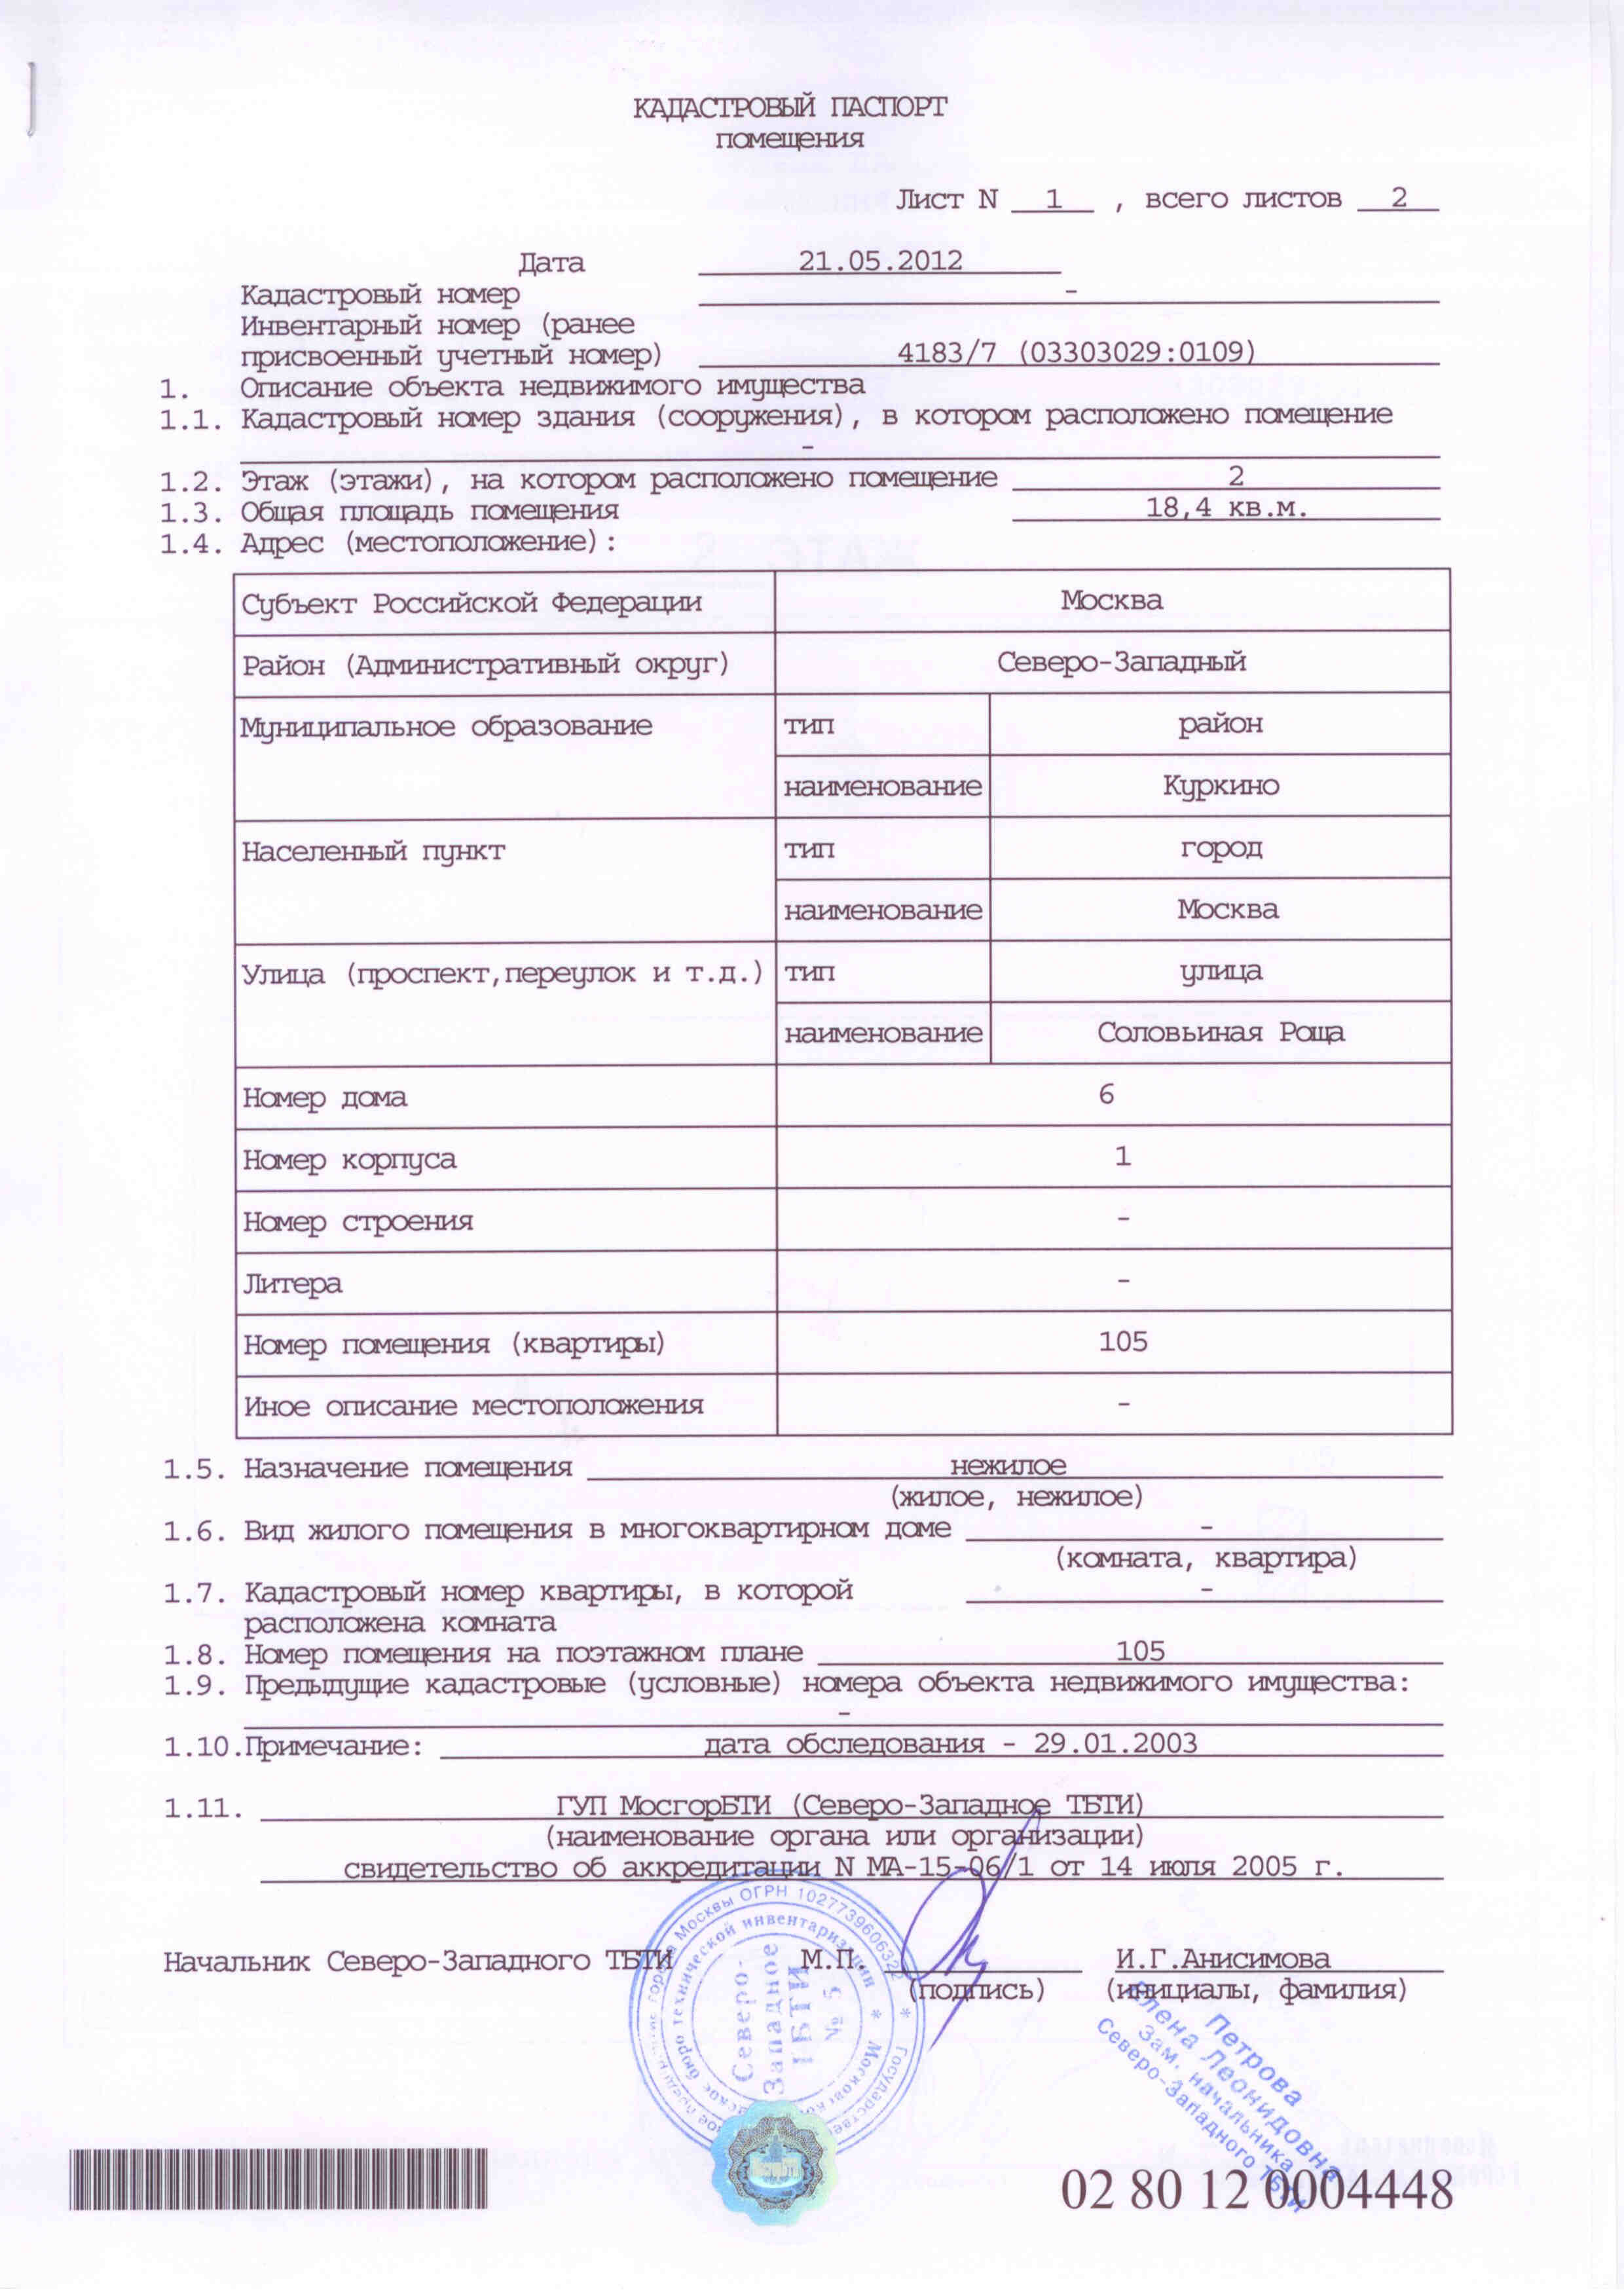 КАДАСТРОВЫЙ ПАСПОРТ
помещения
Лист N 1 , всего листов 2
Дата 21.05.2012
Кадастровый номер -
Инвентарный номер (ранее
присвоенный учетный номер) 4183/7 (03303029:0109)
1. Описание объекта недвижимого имущества
1.1. Кадастровый номер здания (сооружения), в котором расположено помещение
-
1.2. Этаж (этажи), на котором расположено помещение 2
1.3. Общая площадь помещения 18,4 кв.м.
1.4. Адрес (местоположение):
Субъект Российской Федерации Москва
Район (Административный округ) Северо-Западный
Муниципальное образование тип район
наименование Куркино
Населенный пункт тип город
наименование Москва
Улица (проспект,переулок и т.д.) тип улица
наименование Соловьиная Роща
Номер дома 6
Номер корпуса 1
Номер строения -
Литера -
Номер помещения (квартиры) 105
Иное описание местоположения -
1.5. Назначение помещения нежилое
(жилое, нежилое)
1.6. Вид жилого помещения в многоквартирном доме -
(комната, квартира)
1.7. Кадастровый номер квартиры, в которой -
расположена комната
1.8. Номер помещения на поэтажном плане 105
1.9. Предыдущие кадастровые (условные) номера объекта недвижимого имущества:
-
1.10.Примечание: дата обследования - 29.01.2003
1.11. ГУП МосгорБТИ (Северо-Западное ТБТИ)
(наименование органа или организации)
свидетельство об аккредитации N МА-15-06/1 от 14 июля 2005 г.
Начальник Северо-Западного ТБТИ М.П. И.Г.Анисимова
(подпись) (инициалы, фамилия)
города Москвы ОГРН 1027739606322 *
технической инвентаризации *
Северо-
Западное
ТБТИ
№ 5
Петрова
Елена Леонидовна
Зам. начальника
Северо-Западного ТБТИ
02 80 12 0004448